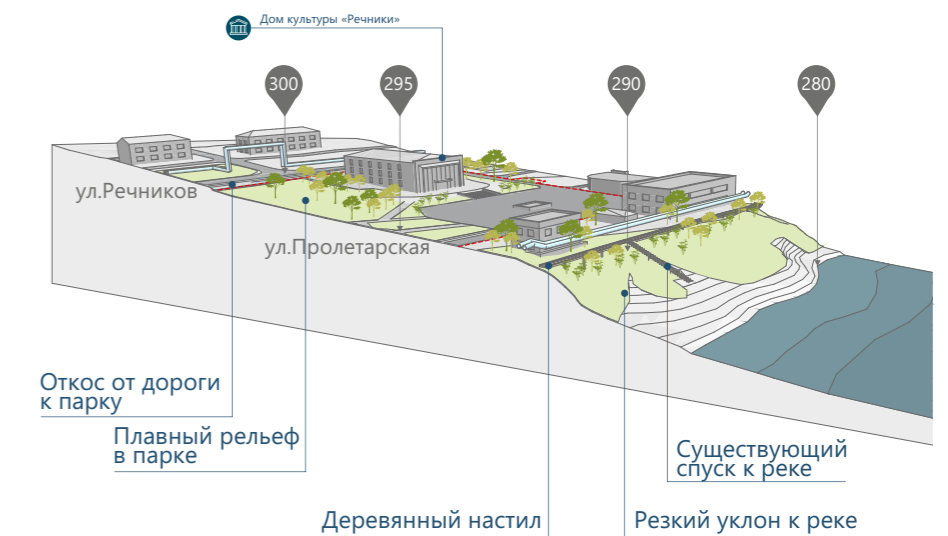 Дом культуры «Речники»
300
295
290
280
ул.Речников
ул.Пролетарская
Откос от дороги
к парку
Плавный рельеф
в парке
Существующий
спуск к реке
Деревянный настил
Резкий уклон к реке